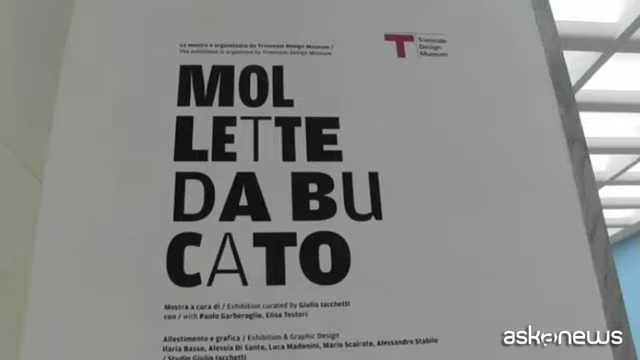 La mostra è organizzata da Triennale Design Museum /
The exhibition is organized by Triennale Design Museum
T
Triennale
Design
Museum
MOL
LETTE
DA BU
CATO
Mostra a cura di / Exhibition curated by Giulio Iacchetti
con / with Paolo Garberoglio, Elisa Testori
Allestimento e grafica / Exhibition & Graphic Design
Ilaria Basso, Alessia Di Sante, Luca Madonini, Mario Scairato, Alessandro Stabile
/ Studio Giulio Iacchetti
askanews